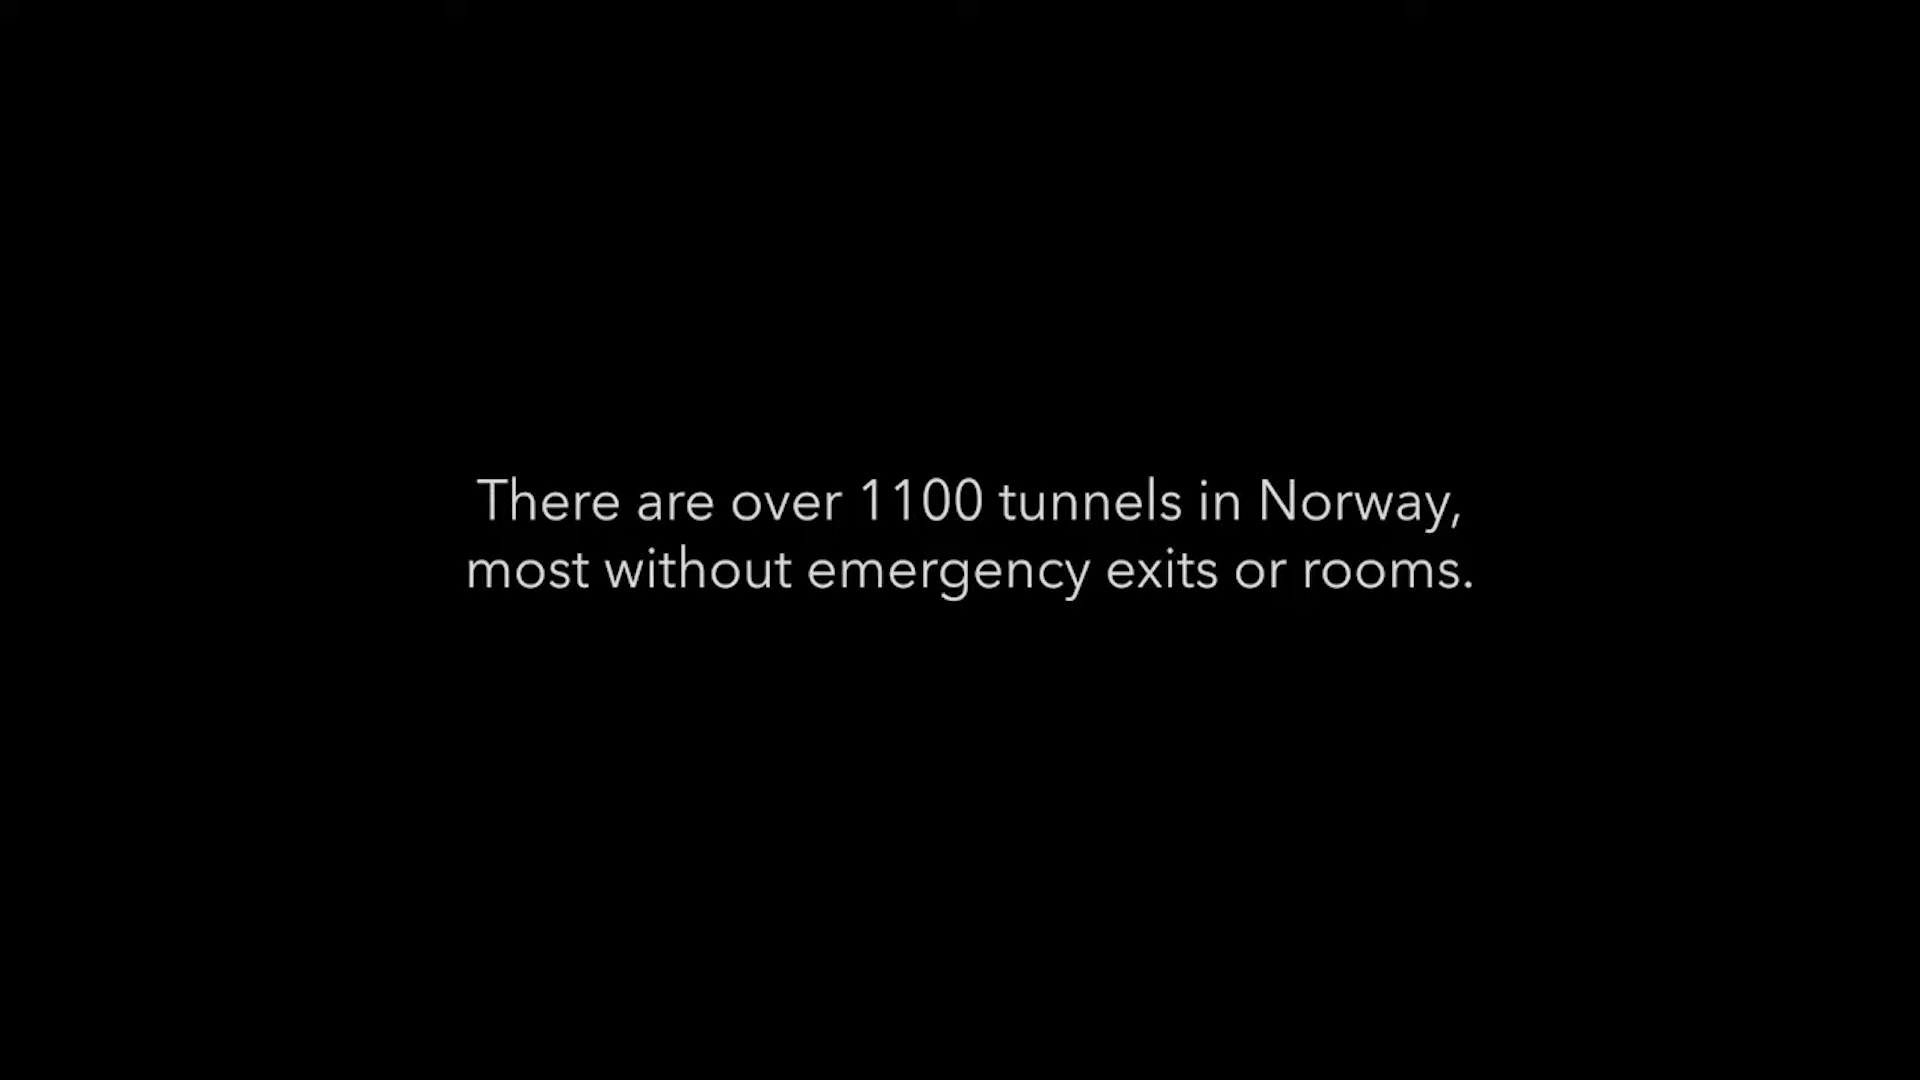 There are over 1100 tunnels in Norway,
most without emergency exits or rooms.